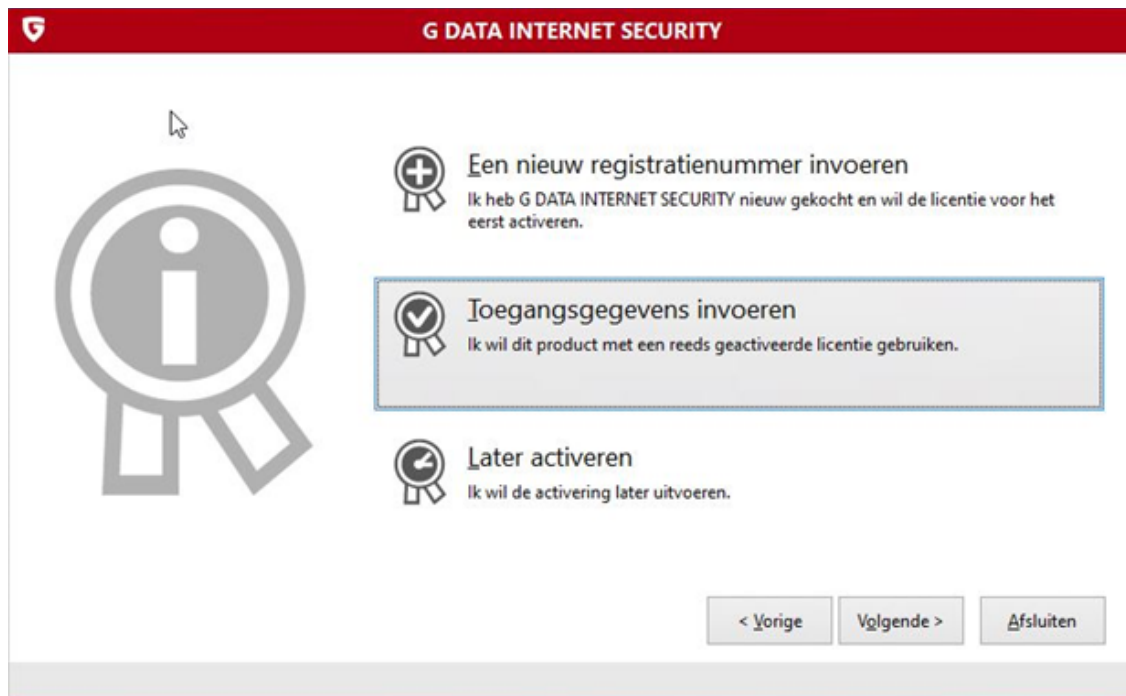 G DATA INTERNET SECURITY
Een nieuw registratienummer invoeren
Ik heb G DATA INTERNET SECURITY nieuw gekocht en wil de licentie voor het
eerst activeren.
Toegangsgegevens invoeren
Ik wil dit product met een reeds geactiveerde licentie gebruiken.
Later activeren
Ik wil de activering later uitvoeren.
< Vorige Volgende > Afsluiten